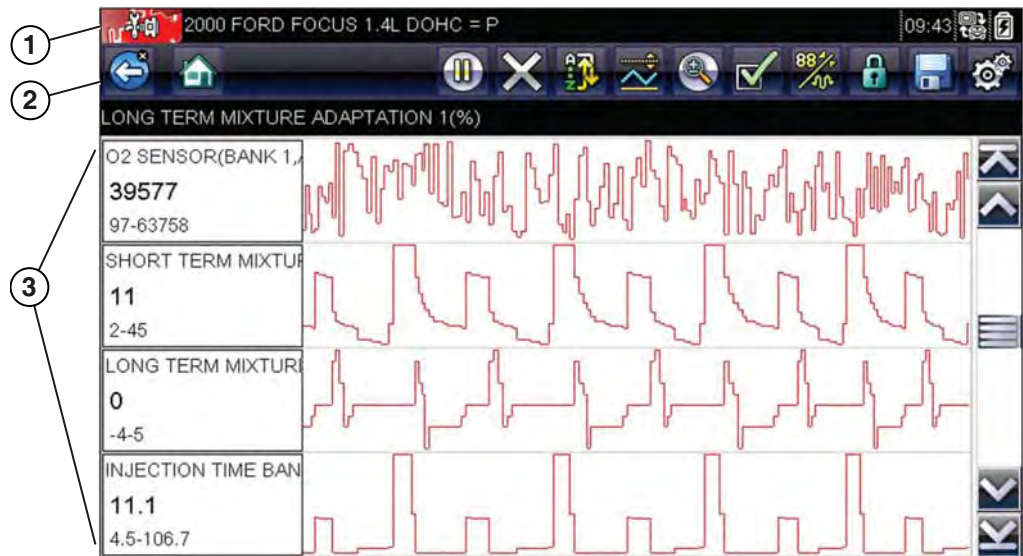 1
2000 FORD FOCUS 1.4L DOHC = P
09:43
2
LONG TERM MIXTURE ADAPTATION 1(%)
3
O2 SENSOR(BANK 1,
39577
97-63758
SHORT TERM MIXTUR
11
2-45
LONG TERM MIXTURE
0
-4-5
INJECTION TIME BAN
11.1
4.5-106.7